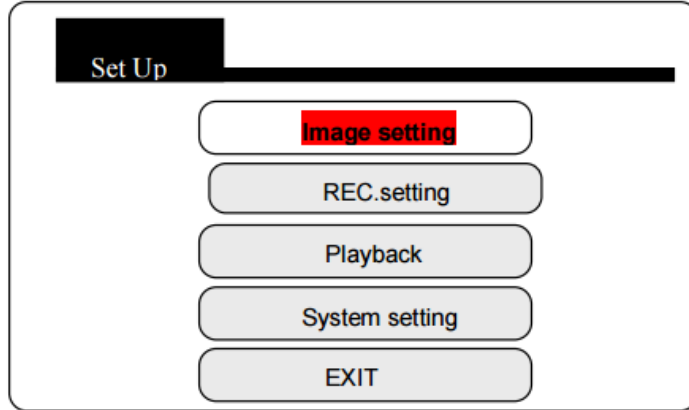 Set Up
Image setting
REC.setting
Playback
System setting
EXIT